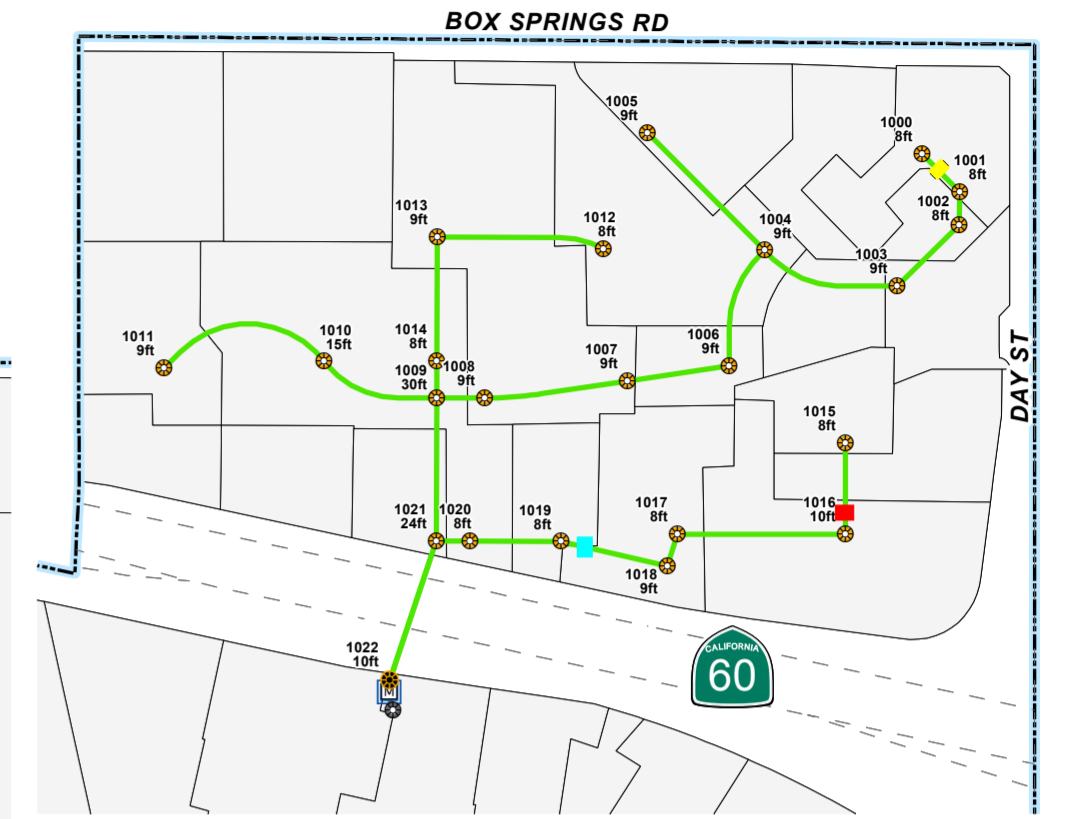 BOX SPRINGS RD
1005
9ft
1000
8ft
1001
8ft
1002
8ft
1013
9ft
1012
8ft
1004
9ft
1003
9ft
1011
9ft
1010
15ft
1014
8ft
1009
30ft
1008
9ft
1007
9ft
1006
9ft
DAY ST
1015
8ft
1016
10ft
1021
24ft
1020
8ft
1019
8ft
1017
8ft
1018
9ft
1022
10ft
M
CALIFORNIA
60